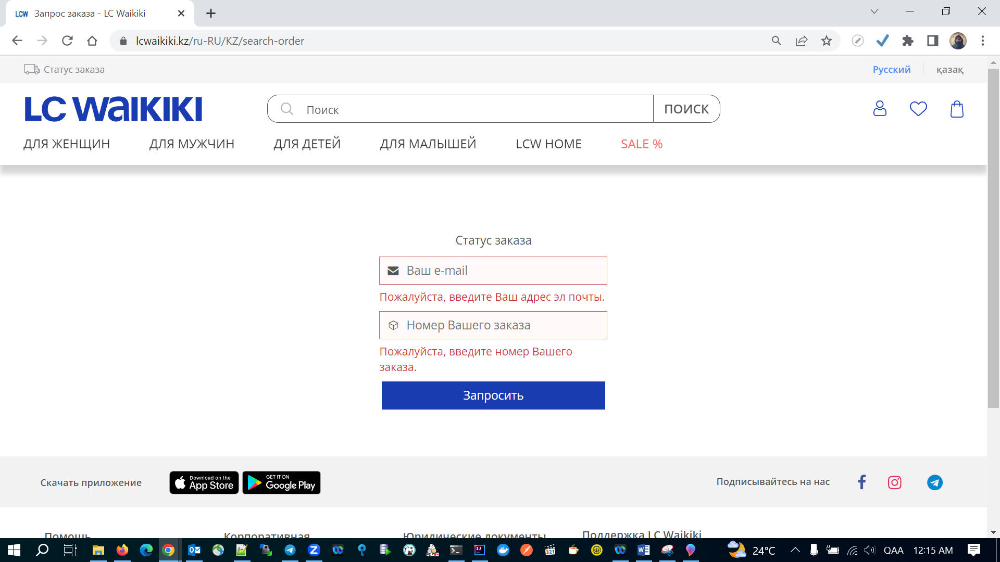 LCW Запрос заказа - LC Waikiki
lcwaikiki.kz/ru-RU/KZ/search-order
Статус заказа
Русский
қазақ
LC WAIKIKI
Поиск
ПОИСК
ДЛЯ ЖЕНЩИН
ДЛЯ МУЖЧИН
ДЛЯ ДЕТЕЙ
ДЛЯ МАЛЫШЕЙ
LCW HOME
SALE %
Статус заказа
Ваш e-mail
Пожалуйста, введите Ваш адрес эл почты.
Номер Вашего заказа
Пожалуйста, введите номер Вашего
заказа.
Запросить
Скачать приложение
Download on the
App Store
GET IT ON
Google Play
Подписывайтесь на нас
Помощь
Корпоративная
Юридические документы
Поддержка LC Waikiki
24°C
QAA
12:15 AM